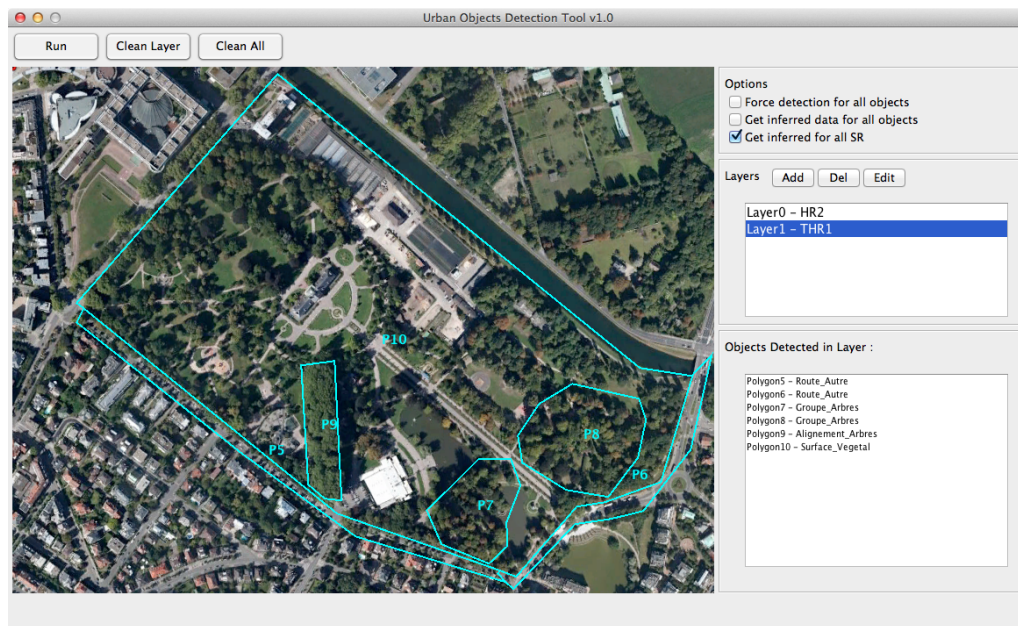 Urban Objects Detection Tool v1.0
Run Clean Layer Clean All
Options
Force detection for all objects
Get inferred data for all objects
Get inferred for all SR
Layers Add Del Edit
Layer0 – HR2
Layer1 – THR1
Objects Detected in Layer :
Polygon5 – Route_Autre
Polygon6 – Route_Autre
Polygon7 – Groupe_Arbres
Polygon8 – Groupe_Arbres
Polygon9 – Alignement_Arbres
Polygon10 – Surface_Vegetal
P10
P9
P8
P5
P6
P7